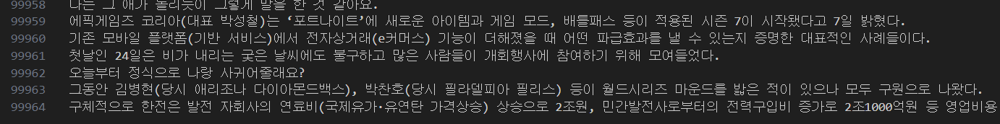 99958 나는 그 애가 놀리듯이 그렇게 말을 한 것 같아요.
99959 에픽게임즈 코리아(대표 박성철)는 ‘포트나이트’에 새로운 아이템과 게임 모드, 배틀패스 등이 적용된 시즌 7이 시작됐다고 7일 밝혔다.
99960 기존 모바일 플랫폼(기반 서비스)에서 전자상거래(e커머스) 기능이 더해졌을 때 어떤 파급효과를 낼 수 있는지 증명한 대표적인 사례들이다.
99961 첫날인 24일은 비가 내리는 궂은 날씨에도 불구하고 많은 사람들이 개회행사에 참여하기 위해 모여들었다.
99962 오늘부터 정식으로 나랑 사귀어줄래요?
99963 그동안 김병현(당시 애리조나 다이아몬드백스), 박찬호(당시 필라델피아 필리스) 등이 월드시리즈 마운드를 밟은 적이 있으나 모두 구원으로 나왔다.
99964 구체적으로 한전은 발전 자회사의 연료비(국제유가·유연탄 가격상승) 상승으로 2조원, 민간발전사로부터의 전력구입비 증가로 2조1000억원 등 영업비용